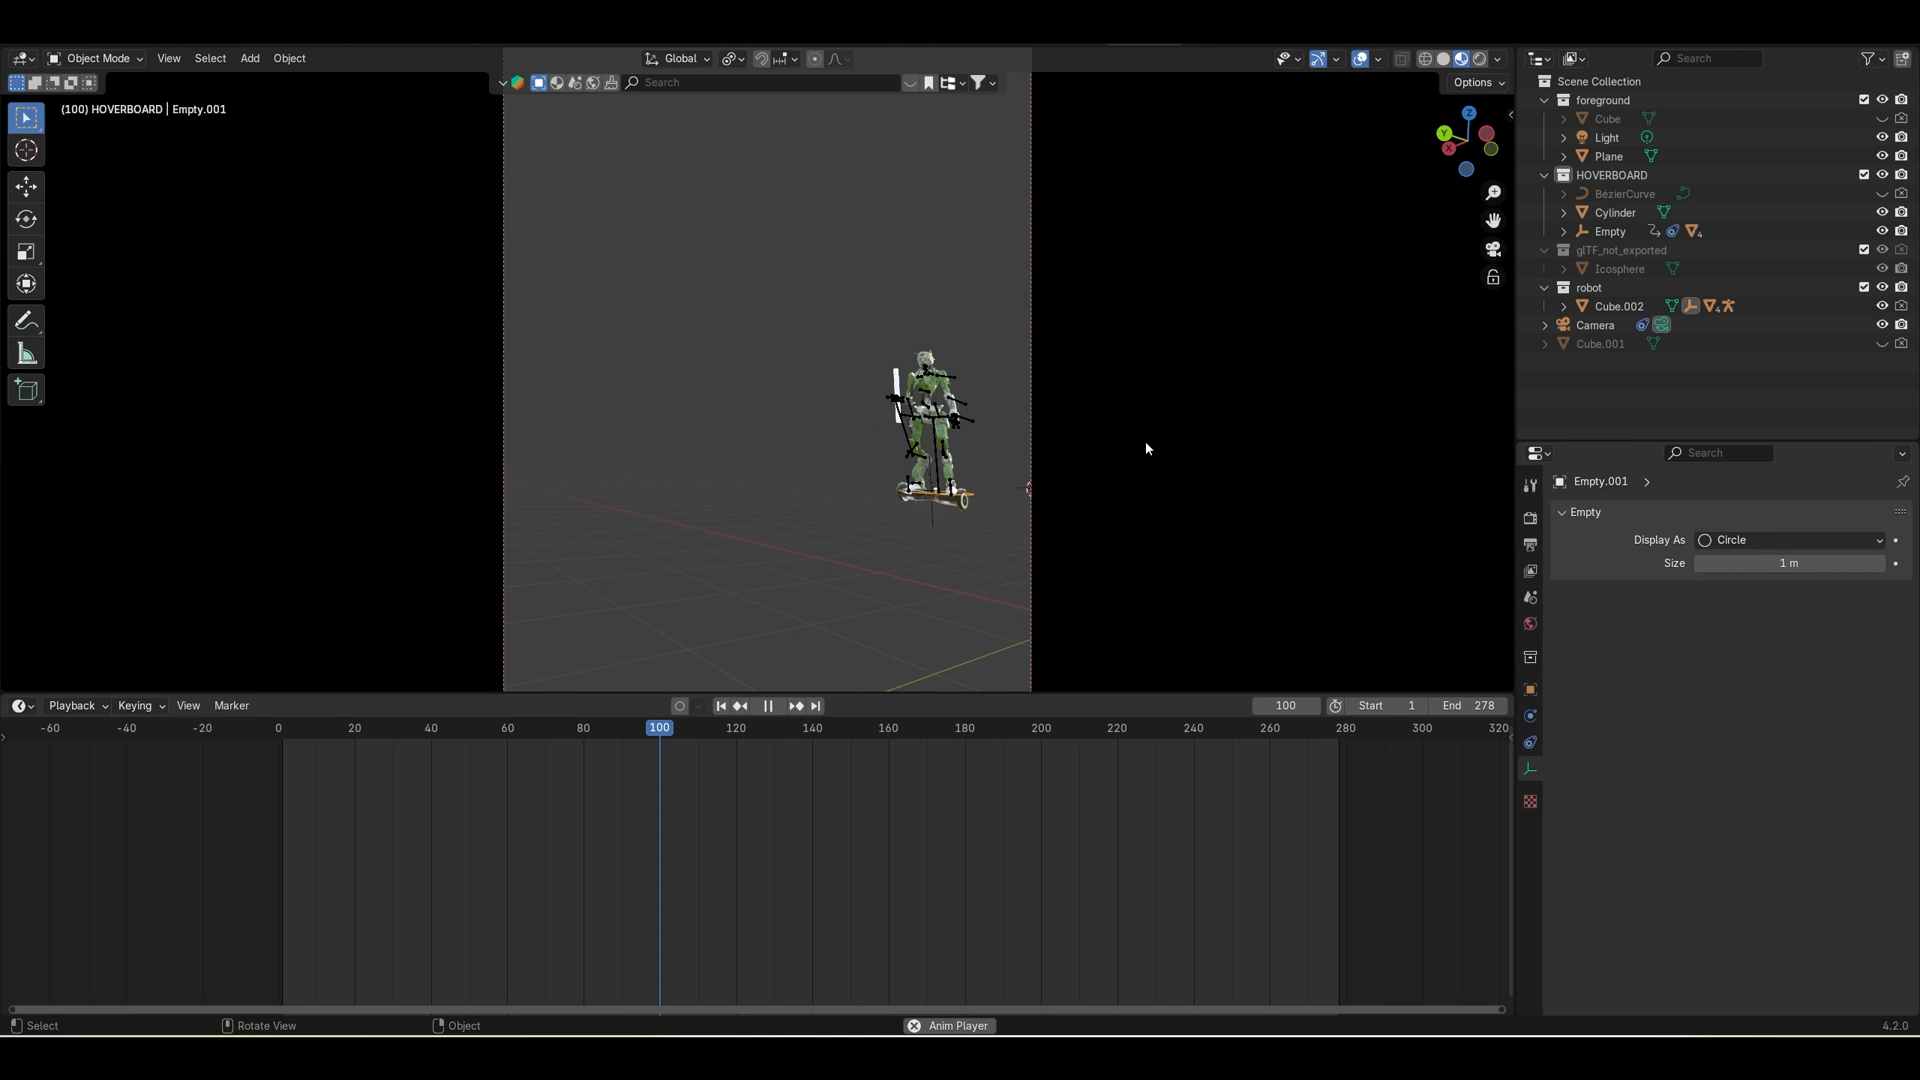 Object Mode View Select Add Object Global
Search
Options
(100) HOVERBOARD | Empty.001
Z
Y
X
Search
Scene Collection
foreground
Cube
Light
Plane
HOVERBOARD
BézierCurve
Cylinder
Empty 4
glTF_not_exported
Icosphere
robot
Cube.002 4
Camera
Cube.001
Search
Empty.001
Empty
Display As Circle
Size 1 m
Playback Keying View Marker 100 Start 1 End 278
-60 -40 -20 0 20 40 60 80 100 120 140 160 180 200 220 240 260 280 300 320
Select Rotate View Object Anim Player 4.2.0